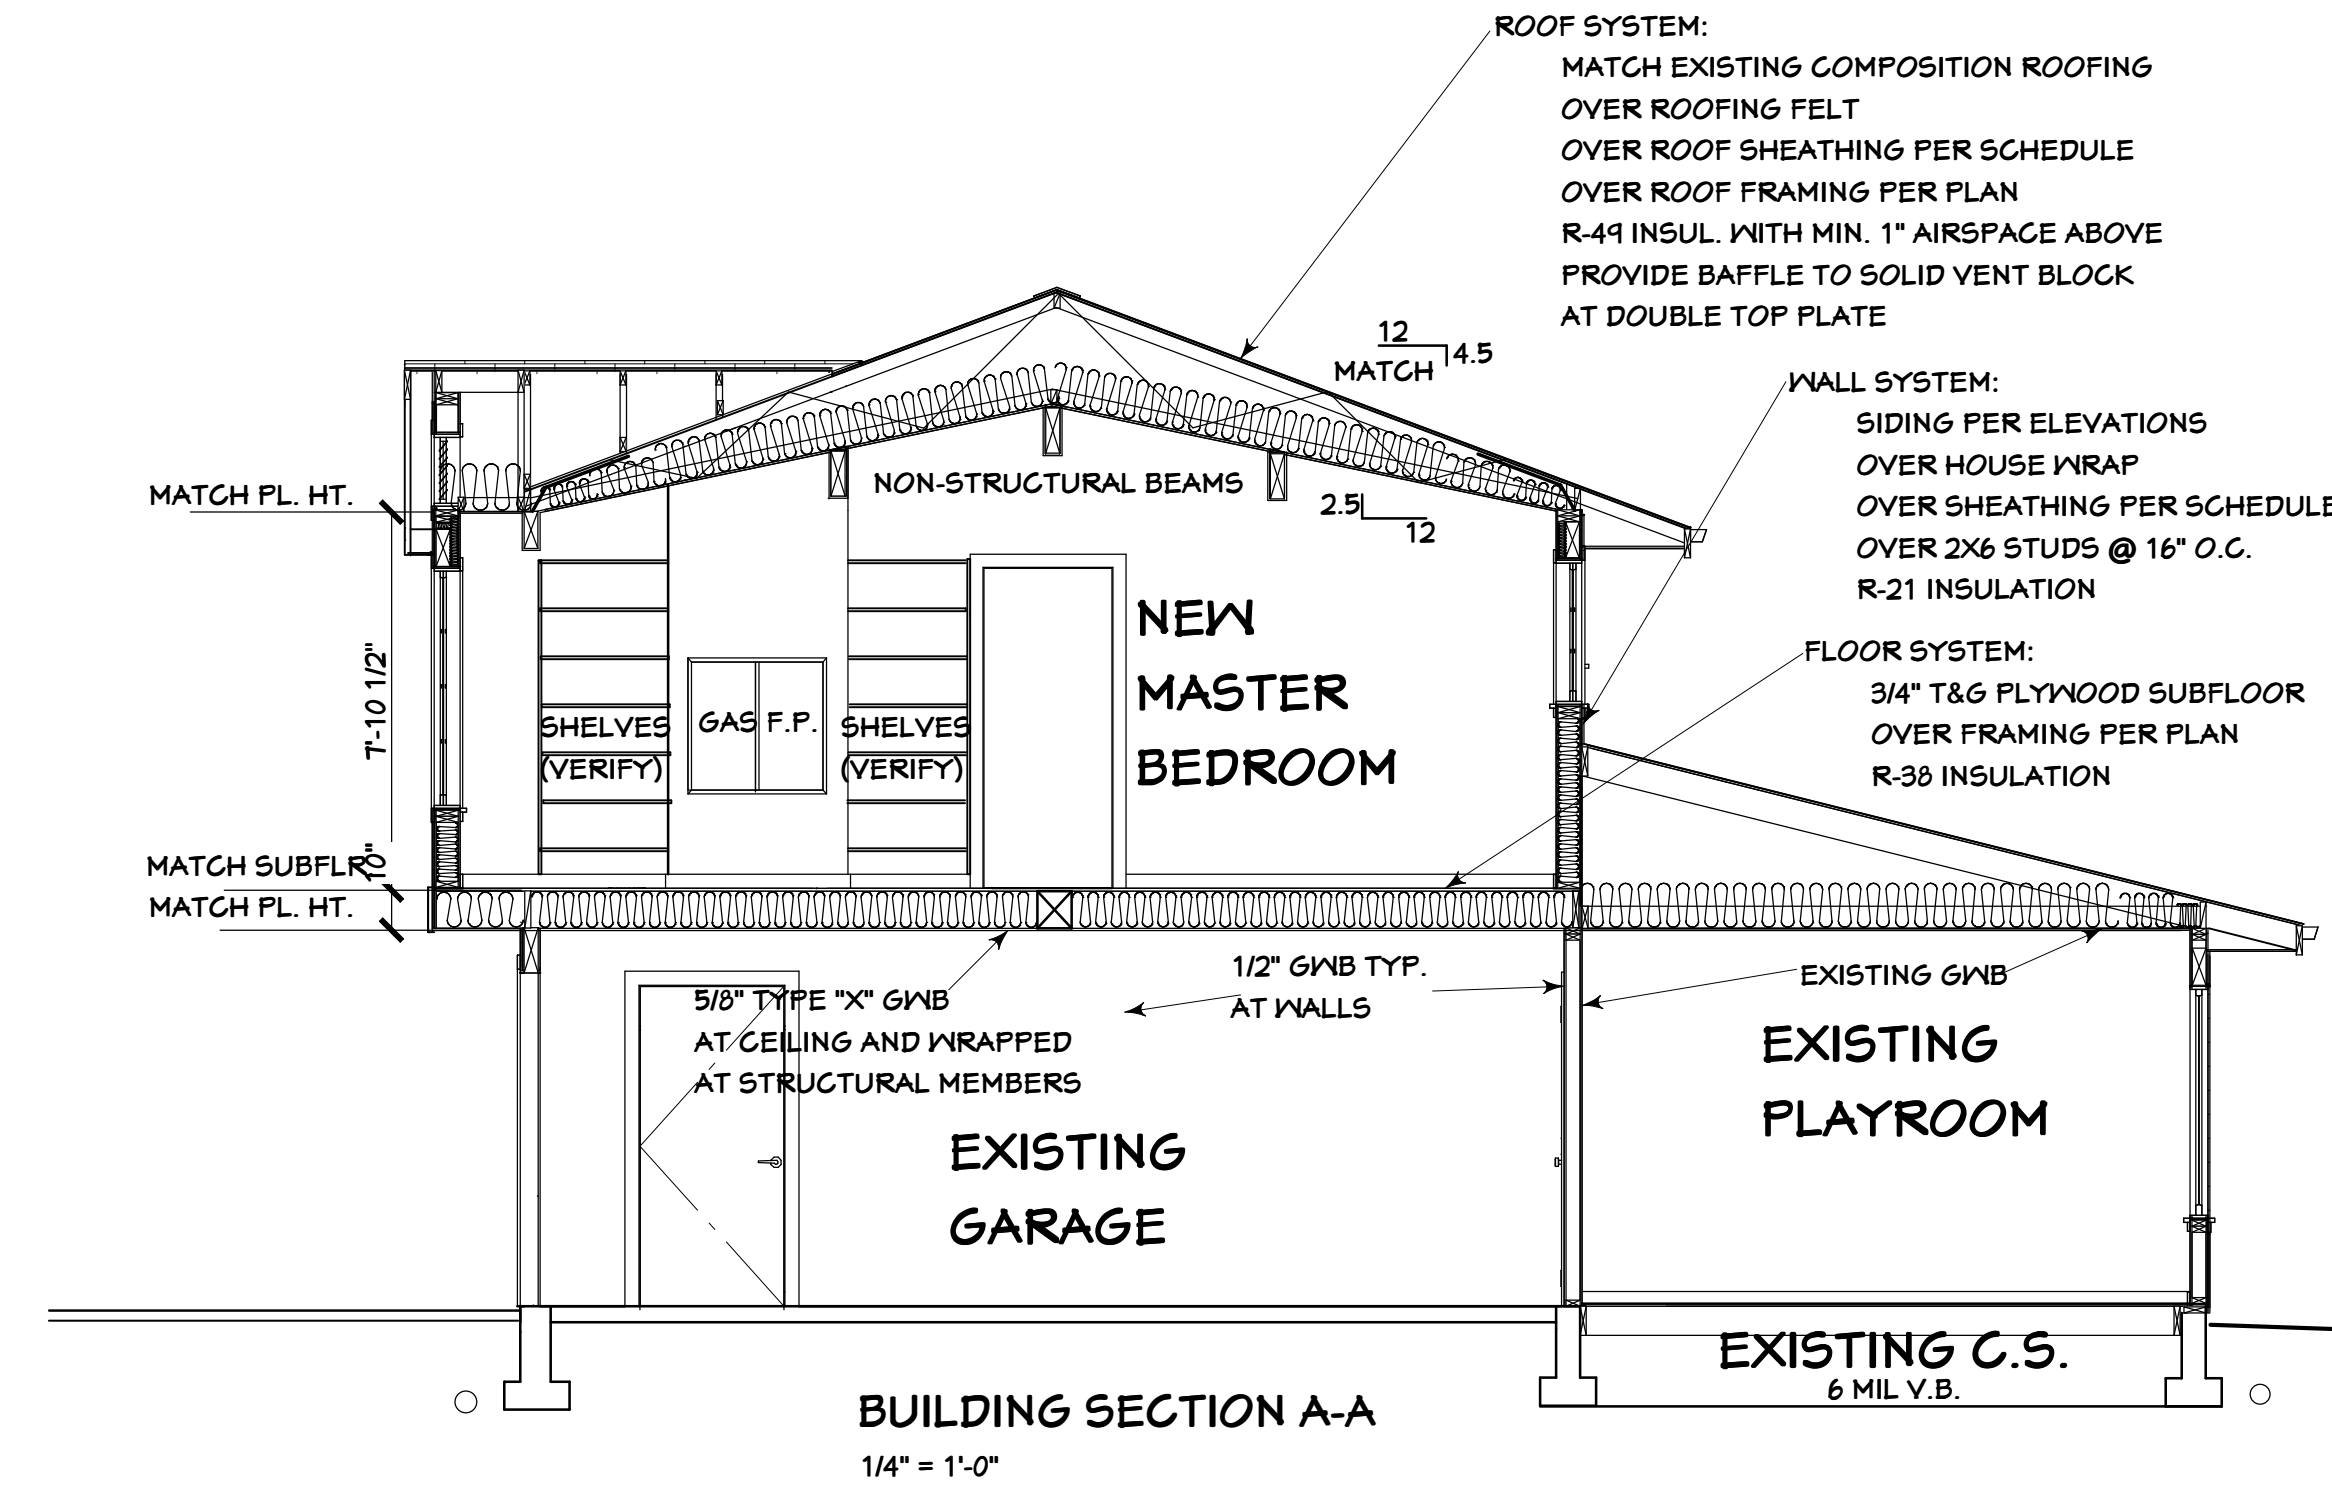 ROOF SYSTEM:
MATCH EXISTING COMPOSITION ROOFING
OVER ROOFING FELT
OVER ROOF SHEATHING PER SCHEDULE
OVER ROOF FRAMING PER PLAN
R-49 INSUL. WITH MIN. 1" AIRSPACE ABOVE
PROVIDE BAFFLE TO SOLID VENT BLOCK
AT DOUBLE TOP PLATE
12
4.5
MATCH
WALL SYSTEM:
SIDING PER ELEVATIONS
OVER HOUSE WRAP
OVER SHEATHING PER SCHEDULE
OVER 2X6 STUDS @ 16" O.C.
R-21 INSULATION
MATCH PL. HT.
NON-STRUCTURAL BEAMS
2.5
12
NEW
MASTER
BEDROOM
FLOOR SYSTEM:
3/4" T&G PLYWOOD SUBFLOOR
OVER FRAMING PER PLAN
R-38 INSULATION
7'-10 1/2"
SHELVES
(VERIFY)
GAS F.P.
SHELVES
(VERIFY)
10"
MATCH SUBFLR
MATCH PL. HT.
5/8" TYPE "X" GWB
AT CEILING AND WRAPPED
AT STRUCTURAL MEMBERS
1/2" GWB TYP.
AT WALLS
EXISTING GWB
EXISTING
PLAYROOM
EXISTING
GARAGE
EXISTING C.S.
6 MIL V.B.
BUILDING SECTION A-A
1/4" = 1'-0"